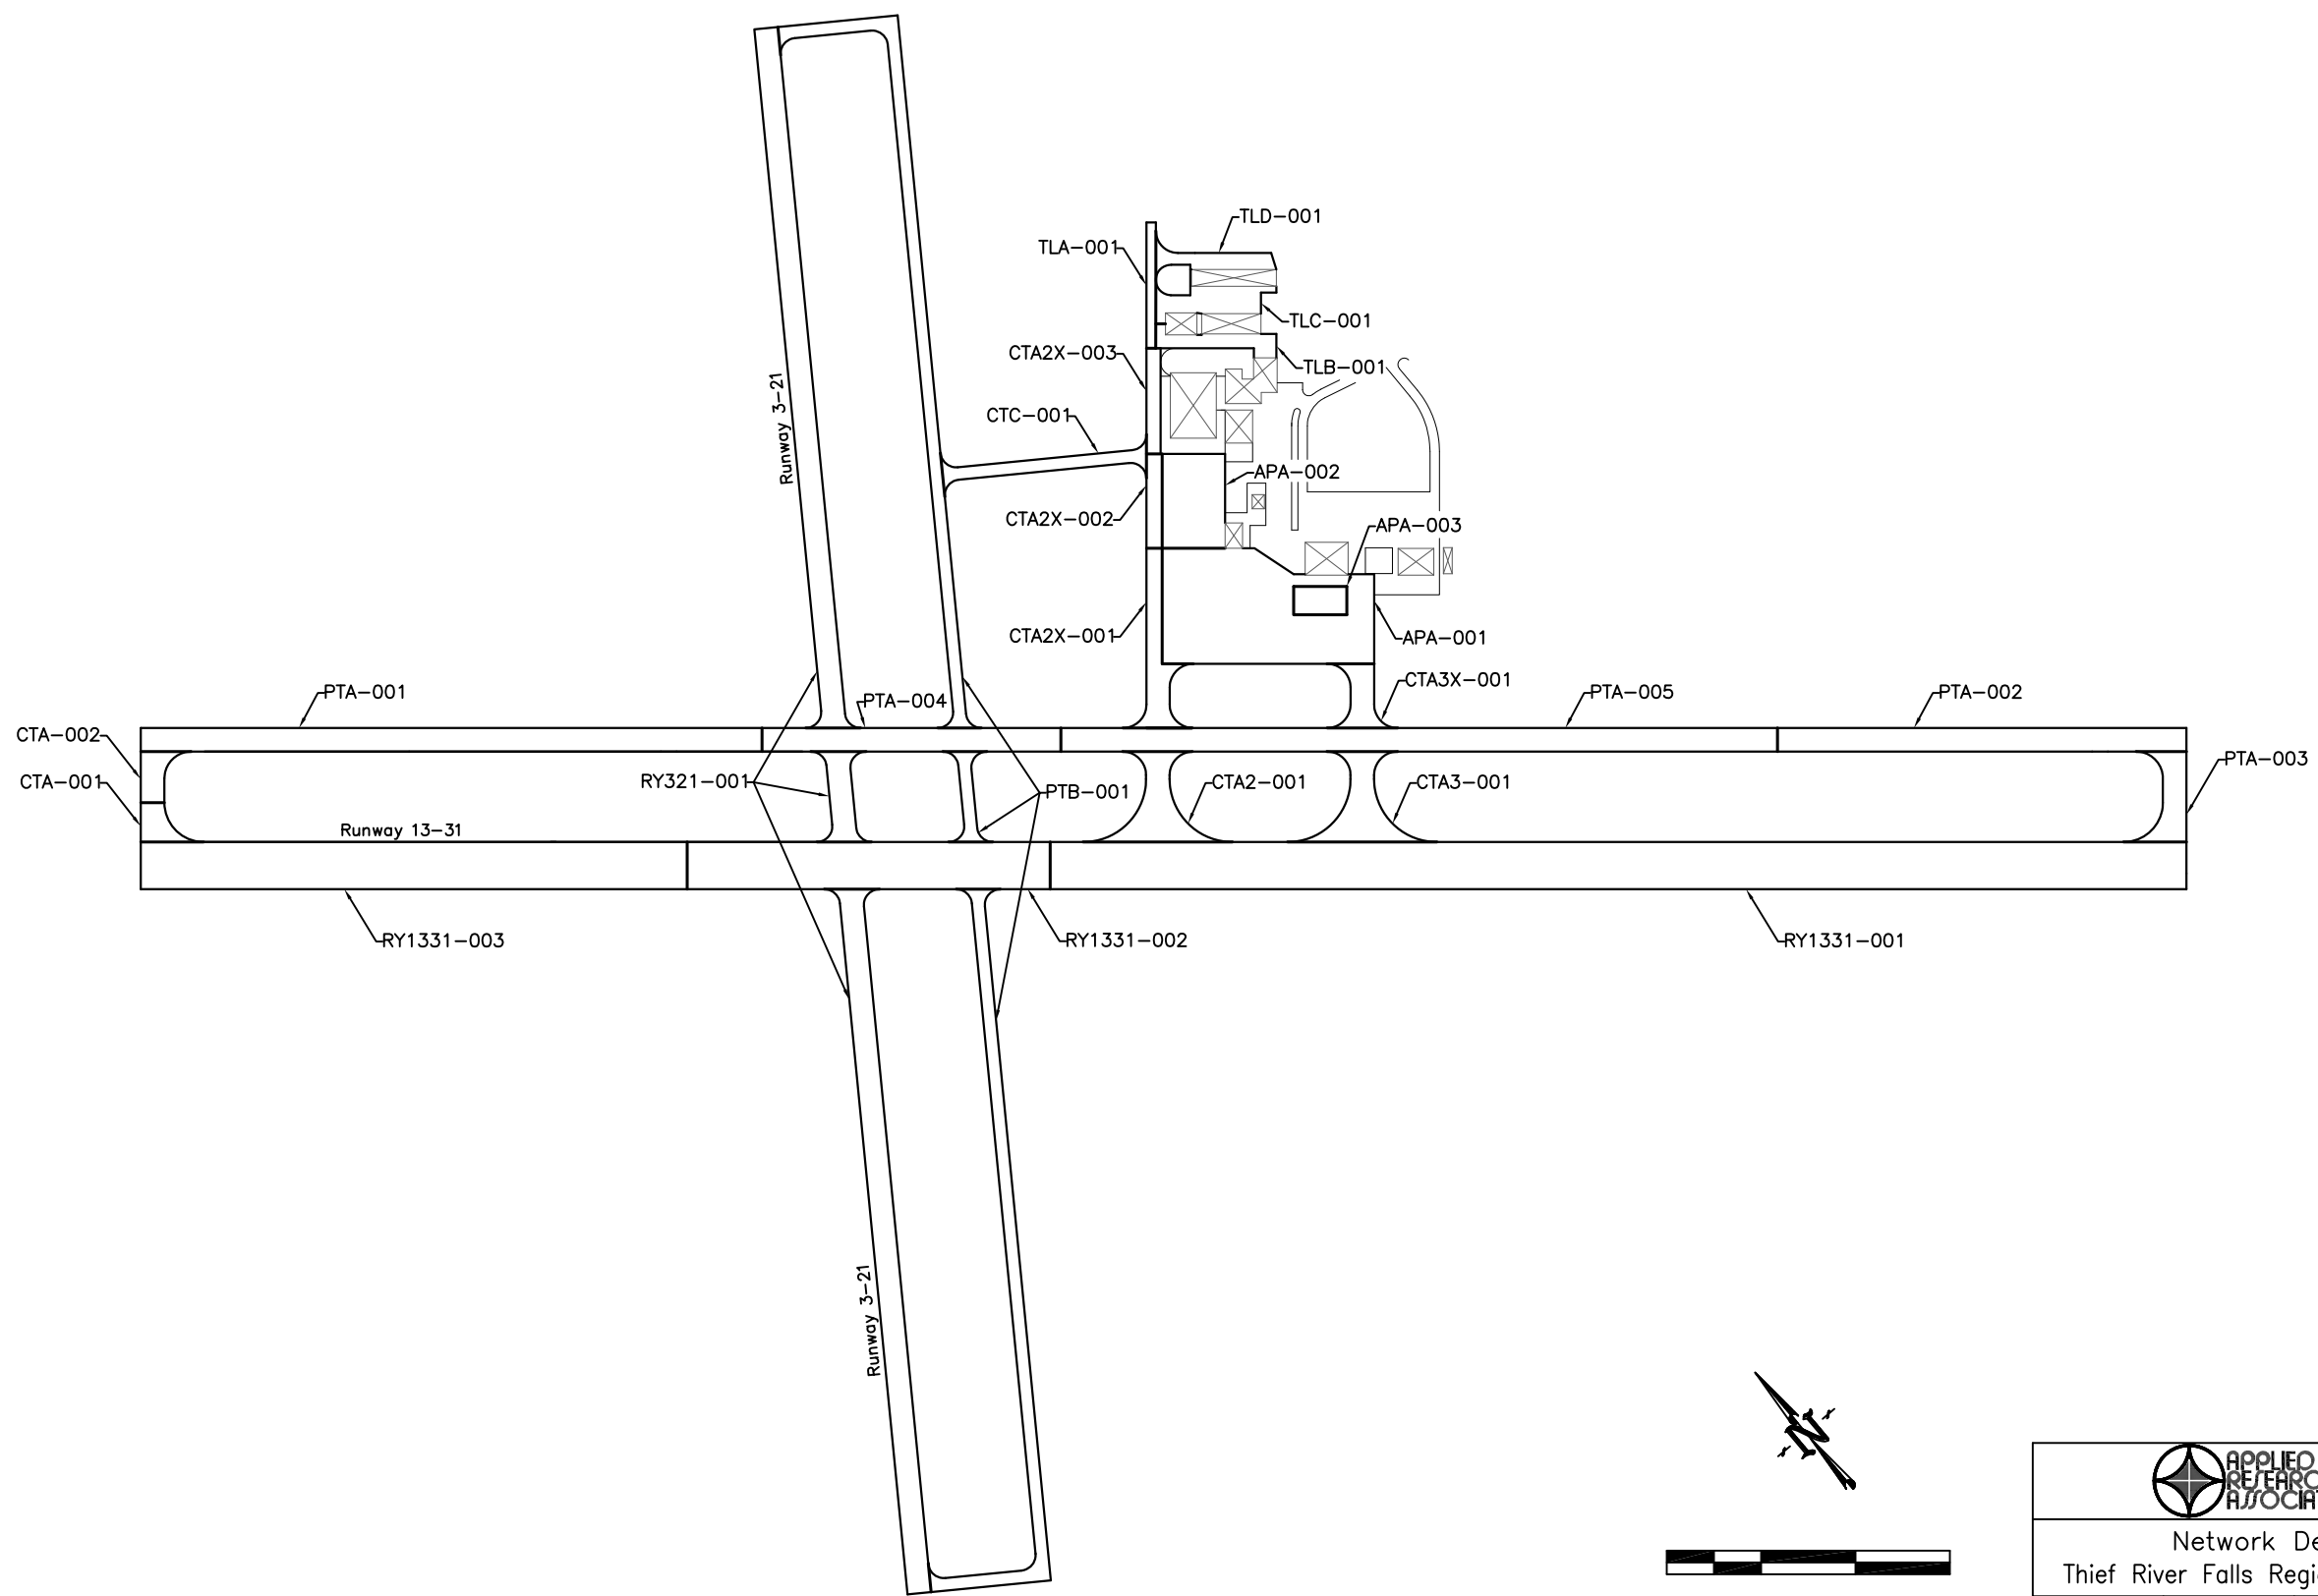 TLD-001
TLA-001
TLC-001
CTA2X-003
TLB-001
Runway 3-21
CTC-001
APA-002
CTA2X-002
APA-003
CTA2X-001
APA-001
CTA3X-001
PTA-001
PTA-004
PTA-005
PTA-002
CTA-002
PTA-003
CTA-001
RY321-001
PTB-001
CTA2-001
CTA3-001
Runway 13-31
RY1331-003
RY1331-002
RY1331-001
Runway 3-21
N
APPLIED
Network De
Thief River Falls Regi